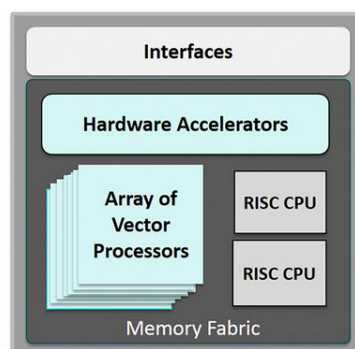 Interfaces
Hardware Accelerators
Array of
Vector
Processors
RISC CPU
RISC CPU
Memory Fabric